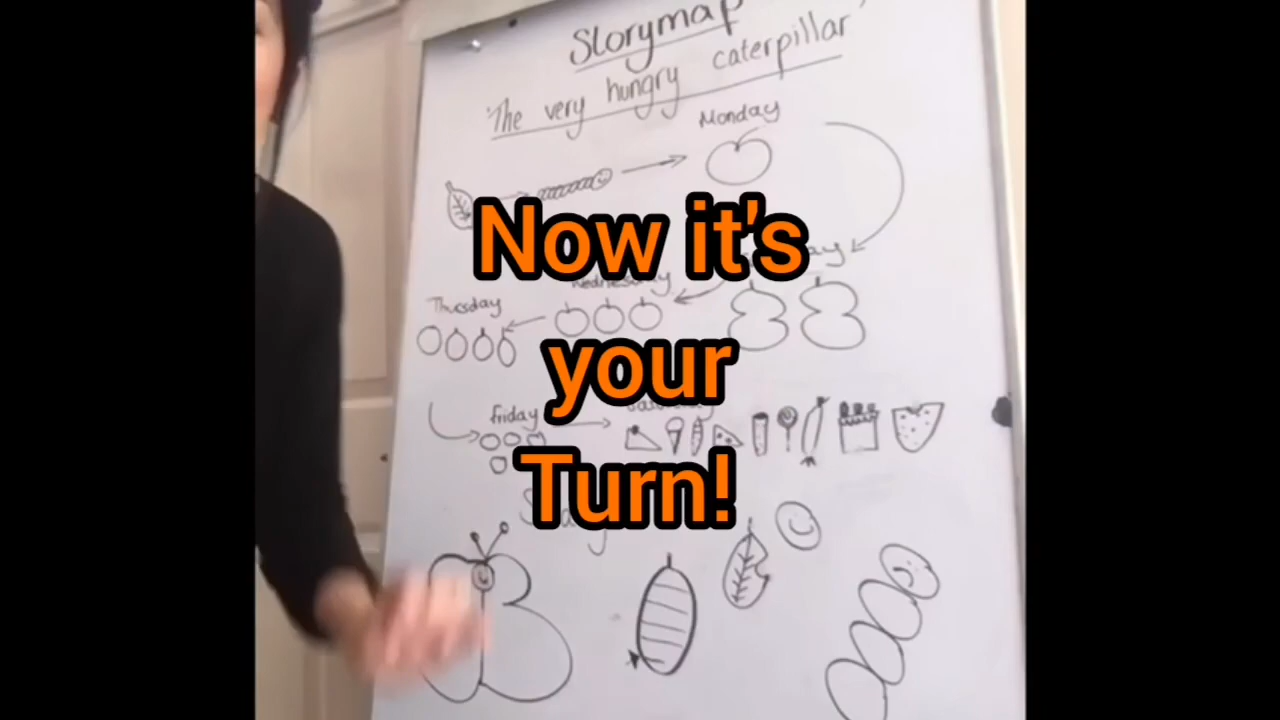 Storymap
'The very hungry caterpillar'
Monday
Now it's
Wednesday
Thursday
your
friday
Turn!